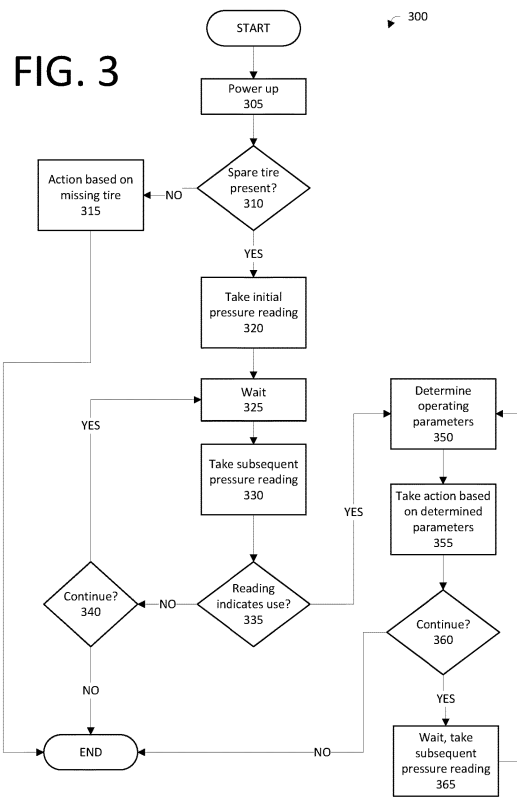 START
300
FIG. 3
Power up
305
Spare tire
present?
310
NO
Action based on
missing tire
315
YES
Take initial
pressure reading
320
Wait
325
YES
Take subsequent
pressure reading
330
Reading
indicates use?
335
NO
Continue?
340
NO
END
YES
Determine
operating
parameters
350
Take action based
on determined
parameters
355
Continue?
360
NO
YES
Wait, take
subsequent
pressure reading
365